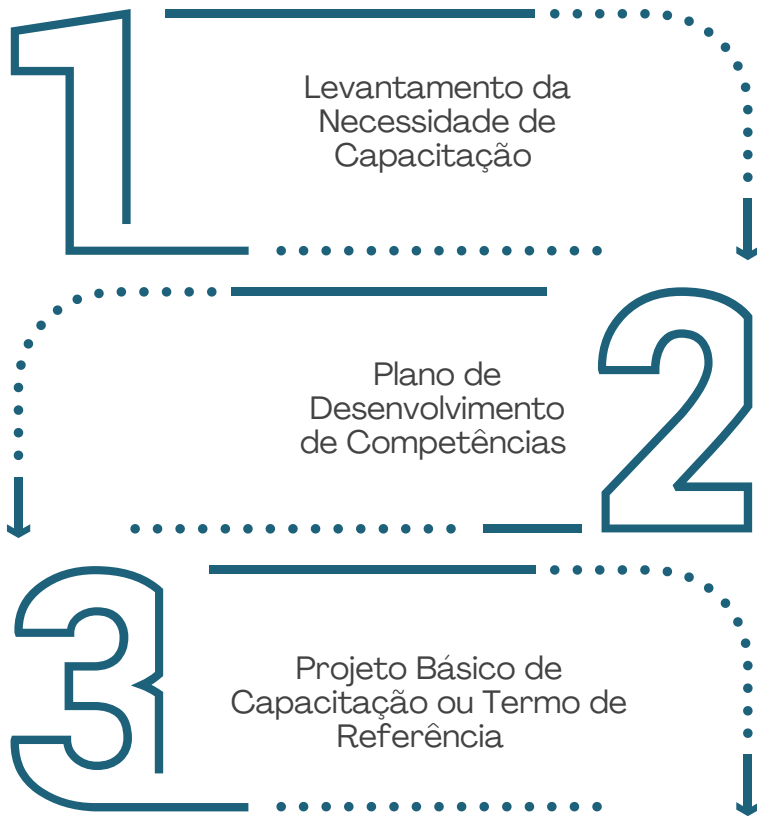 1
Levantamento da
Necessidade de
Capacitação
2
Plano de
Desenvolvimento
de Competências
3
Projeto Básico de
Capacitação ou Termo de
Referência